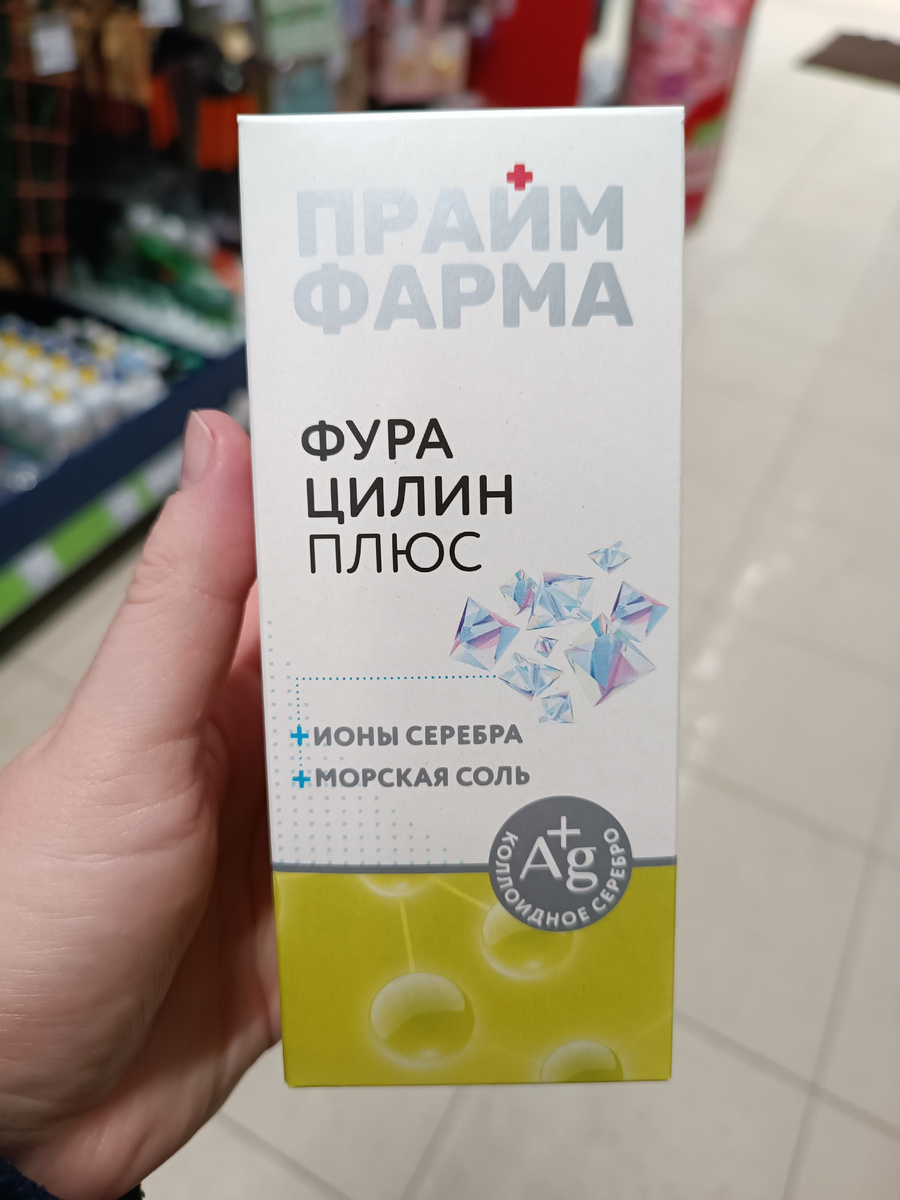 ПРАЙМ
ФАРМА
ФУРА
ЦИЛИН
ПЛЮС
+ИОНЫ СЕРЕБРА
+МОРСКАЯ СОЛЬ
Ag+
КОЛЛОИДНОЕ СЕРЕБРО